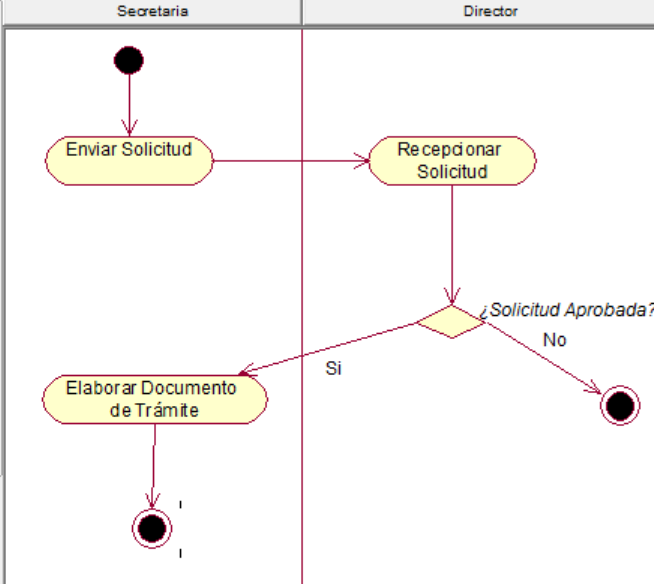 Secretaria
Director
Enviar Solicitud
Recepcionar
Solicitud
¿Solicitud Aprobada?
No
Si
Elaborar Documento
de Trámite